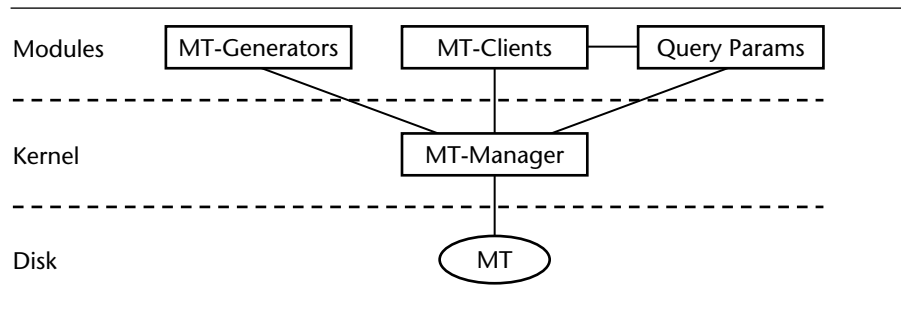 Modules MT-Generators MT-Clients Query Params
Kernel MT-Manager
Disk MT